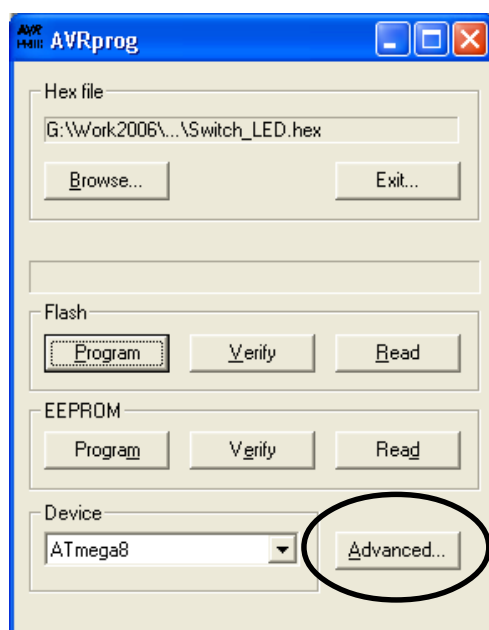 AVRprog
Hex file
G:\Work2006\...\Switch_LED.hex
Browse... Exit...
Flash
Program Verify Read
EEPROM
Program Verify Read
Device
ATmega8 Advanced...